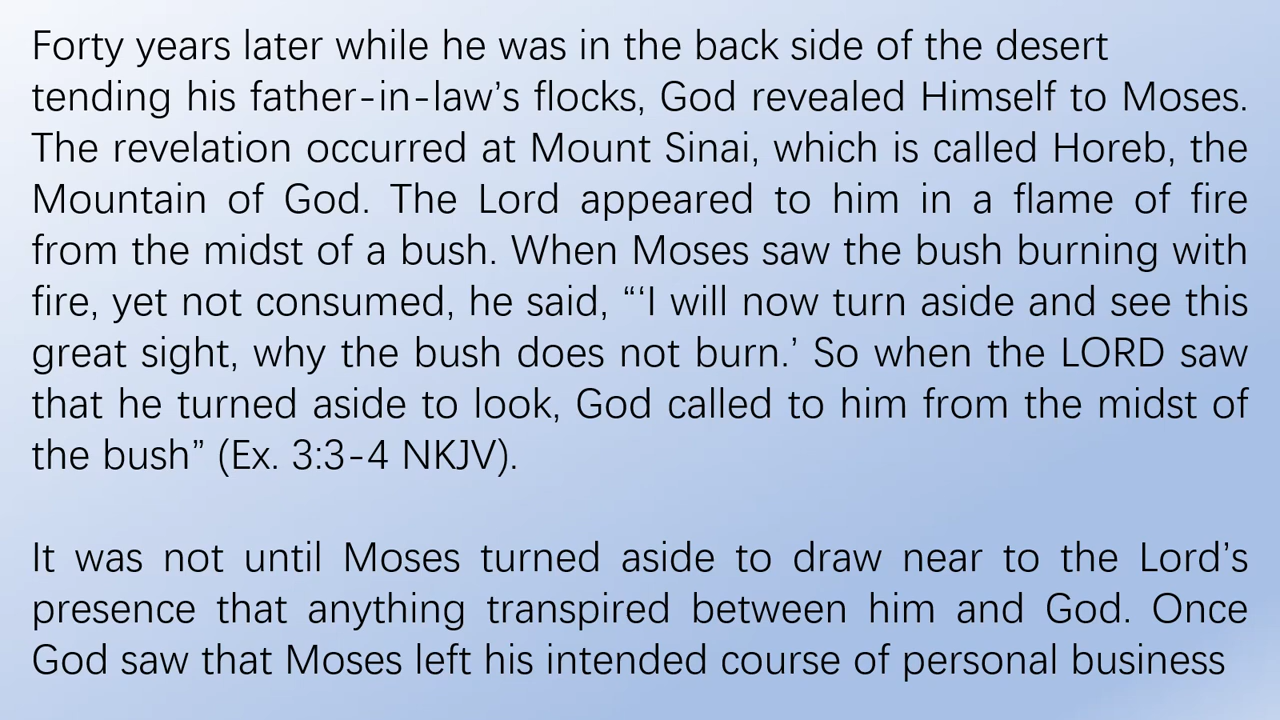 Forty years later while he was in the back side of the desert
tending his father-in-law’s flocks, God revealed Himself to Moses.
The revelation occurred at Mount Sinai, which is called Horeb, the
Mountain of God. The Lord appeared to him in a flame of fire
from the midst of a bush. When Moses saw the bush burning with
fire, yet not consumed, he said, “‘I will now turn aside and see this
great sight, why the bush does not burn.’ So when the LORD saw
that he turned aside to look, God called to him from the midst of
the bush” (Ex. 3:3-4 NKJV).
It was not until Moses turned aside to draw near to the Lord’s
presence that anything transpired between him and God. Once
God saw that Moses left his intended course of personal business